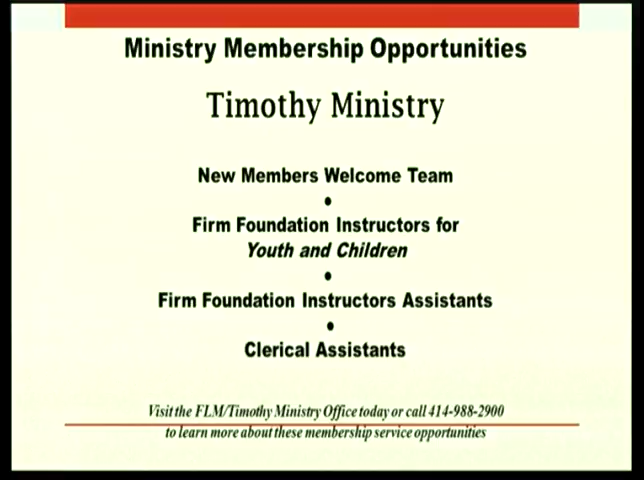 Ministry Membership Opportunities
Timothy Ministry
New Members Welcome Team
•
Firm Foundation Instructors for
Youth and Children
•
Firm Foundation Instructors Assistants
•
Clerical Assistants
Visit the FLM/Timothy Ministry Office today or call 414-988-2900
to learn more about these membership service opportunities